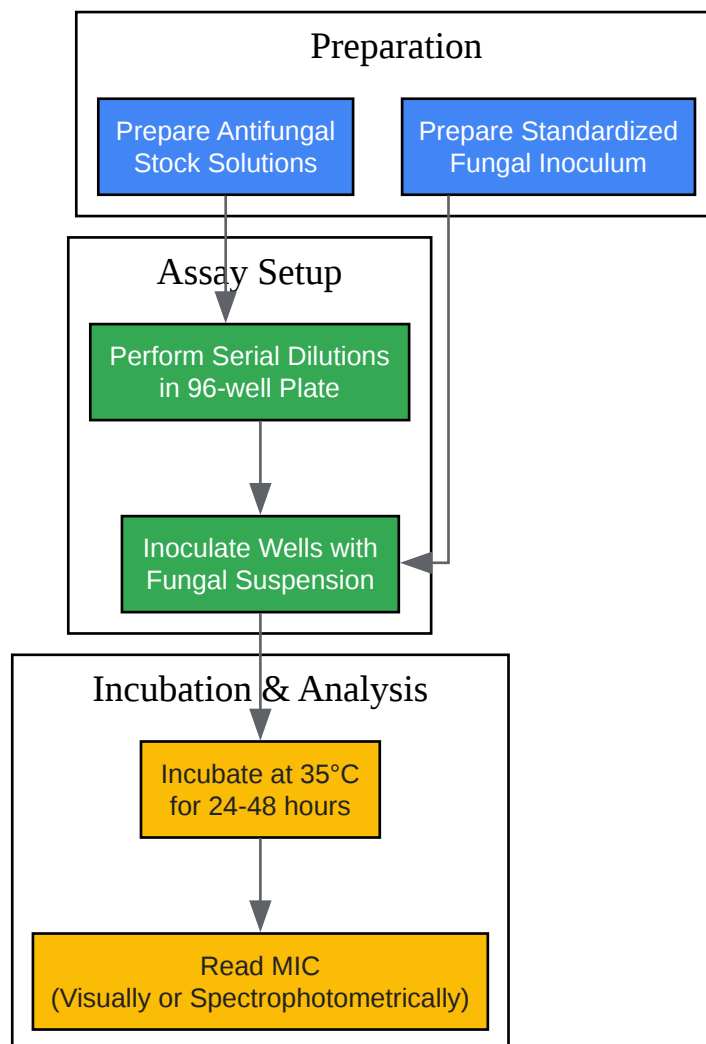 Preparation
Prepare Antifungal
Stock Solutions
Prepare Standardized
Fungal Inoculum
Assay Setup
Perform Serial Dilutions
in 96-well Plate
Inoculate Wells with
Fungal Suspension
Incubation & Analysis
Incubate at 35°C
for 24-48 hours
Read MIC
(Visually or Spectrophotometrically)